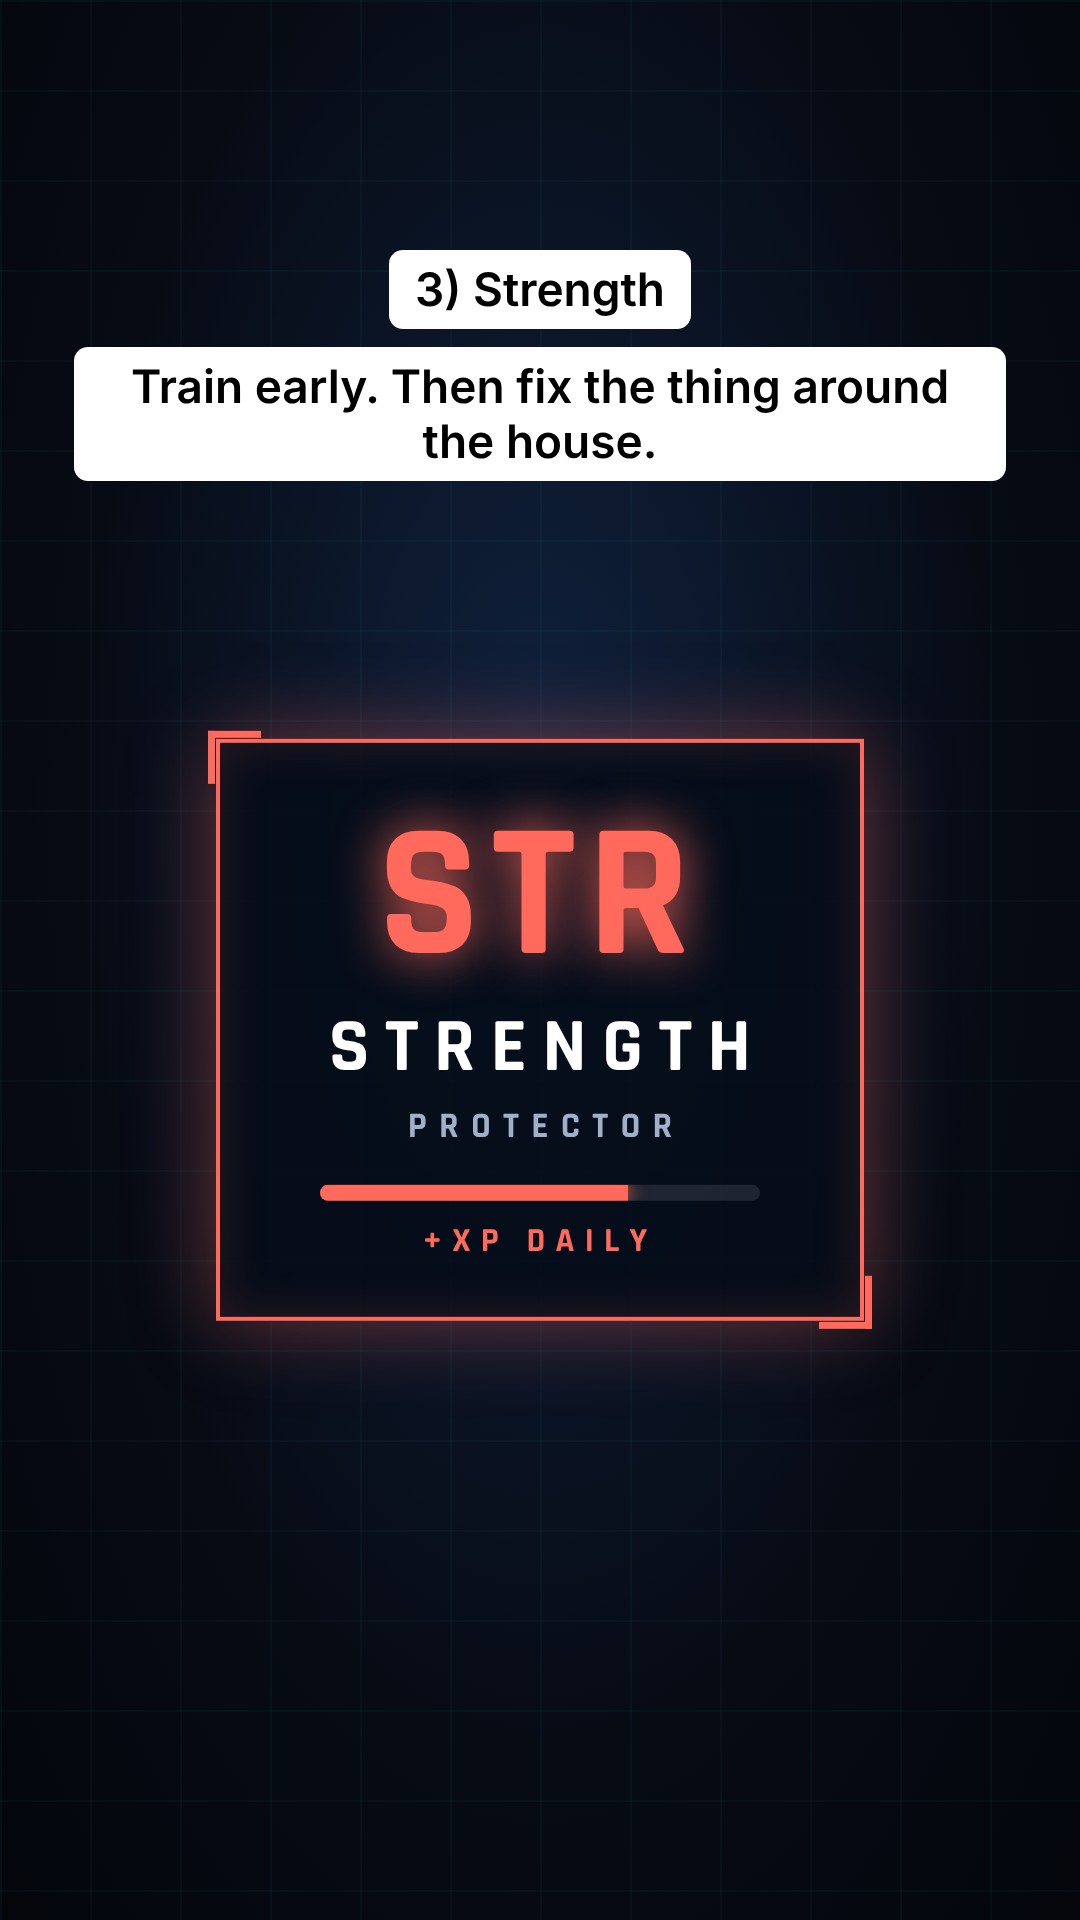 3) Strength
Train early. Then fix the thing around
the house.
STR
STRENGTH
PROTECTOR
+XP DAILY